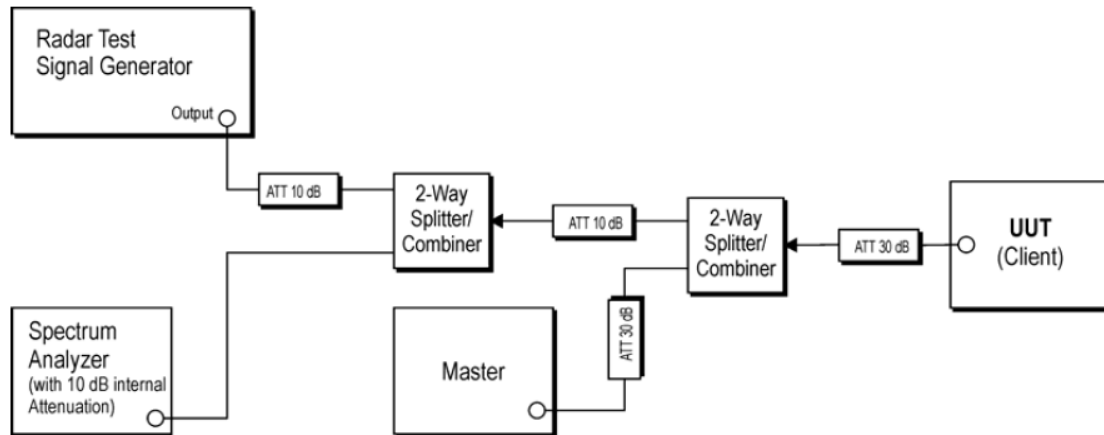 Radar Test
Signal Generator
Output
ATT 10 dB
2-Way
Splitter/
Combiner
ATT 10 dB
2-Way
Splitter/
Combiner
ATT 30 dB
UUT
(Client)
Spectrum
Analyzer
(with 10 dB internal
Attenuation)
Master
ATT 30 dB